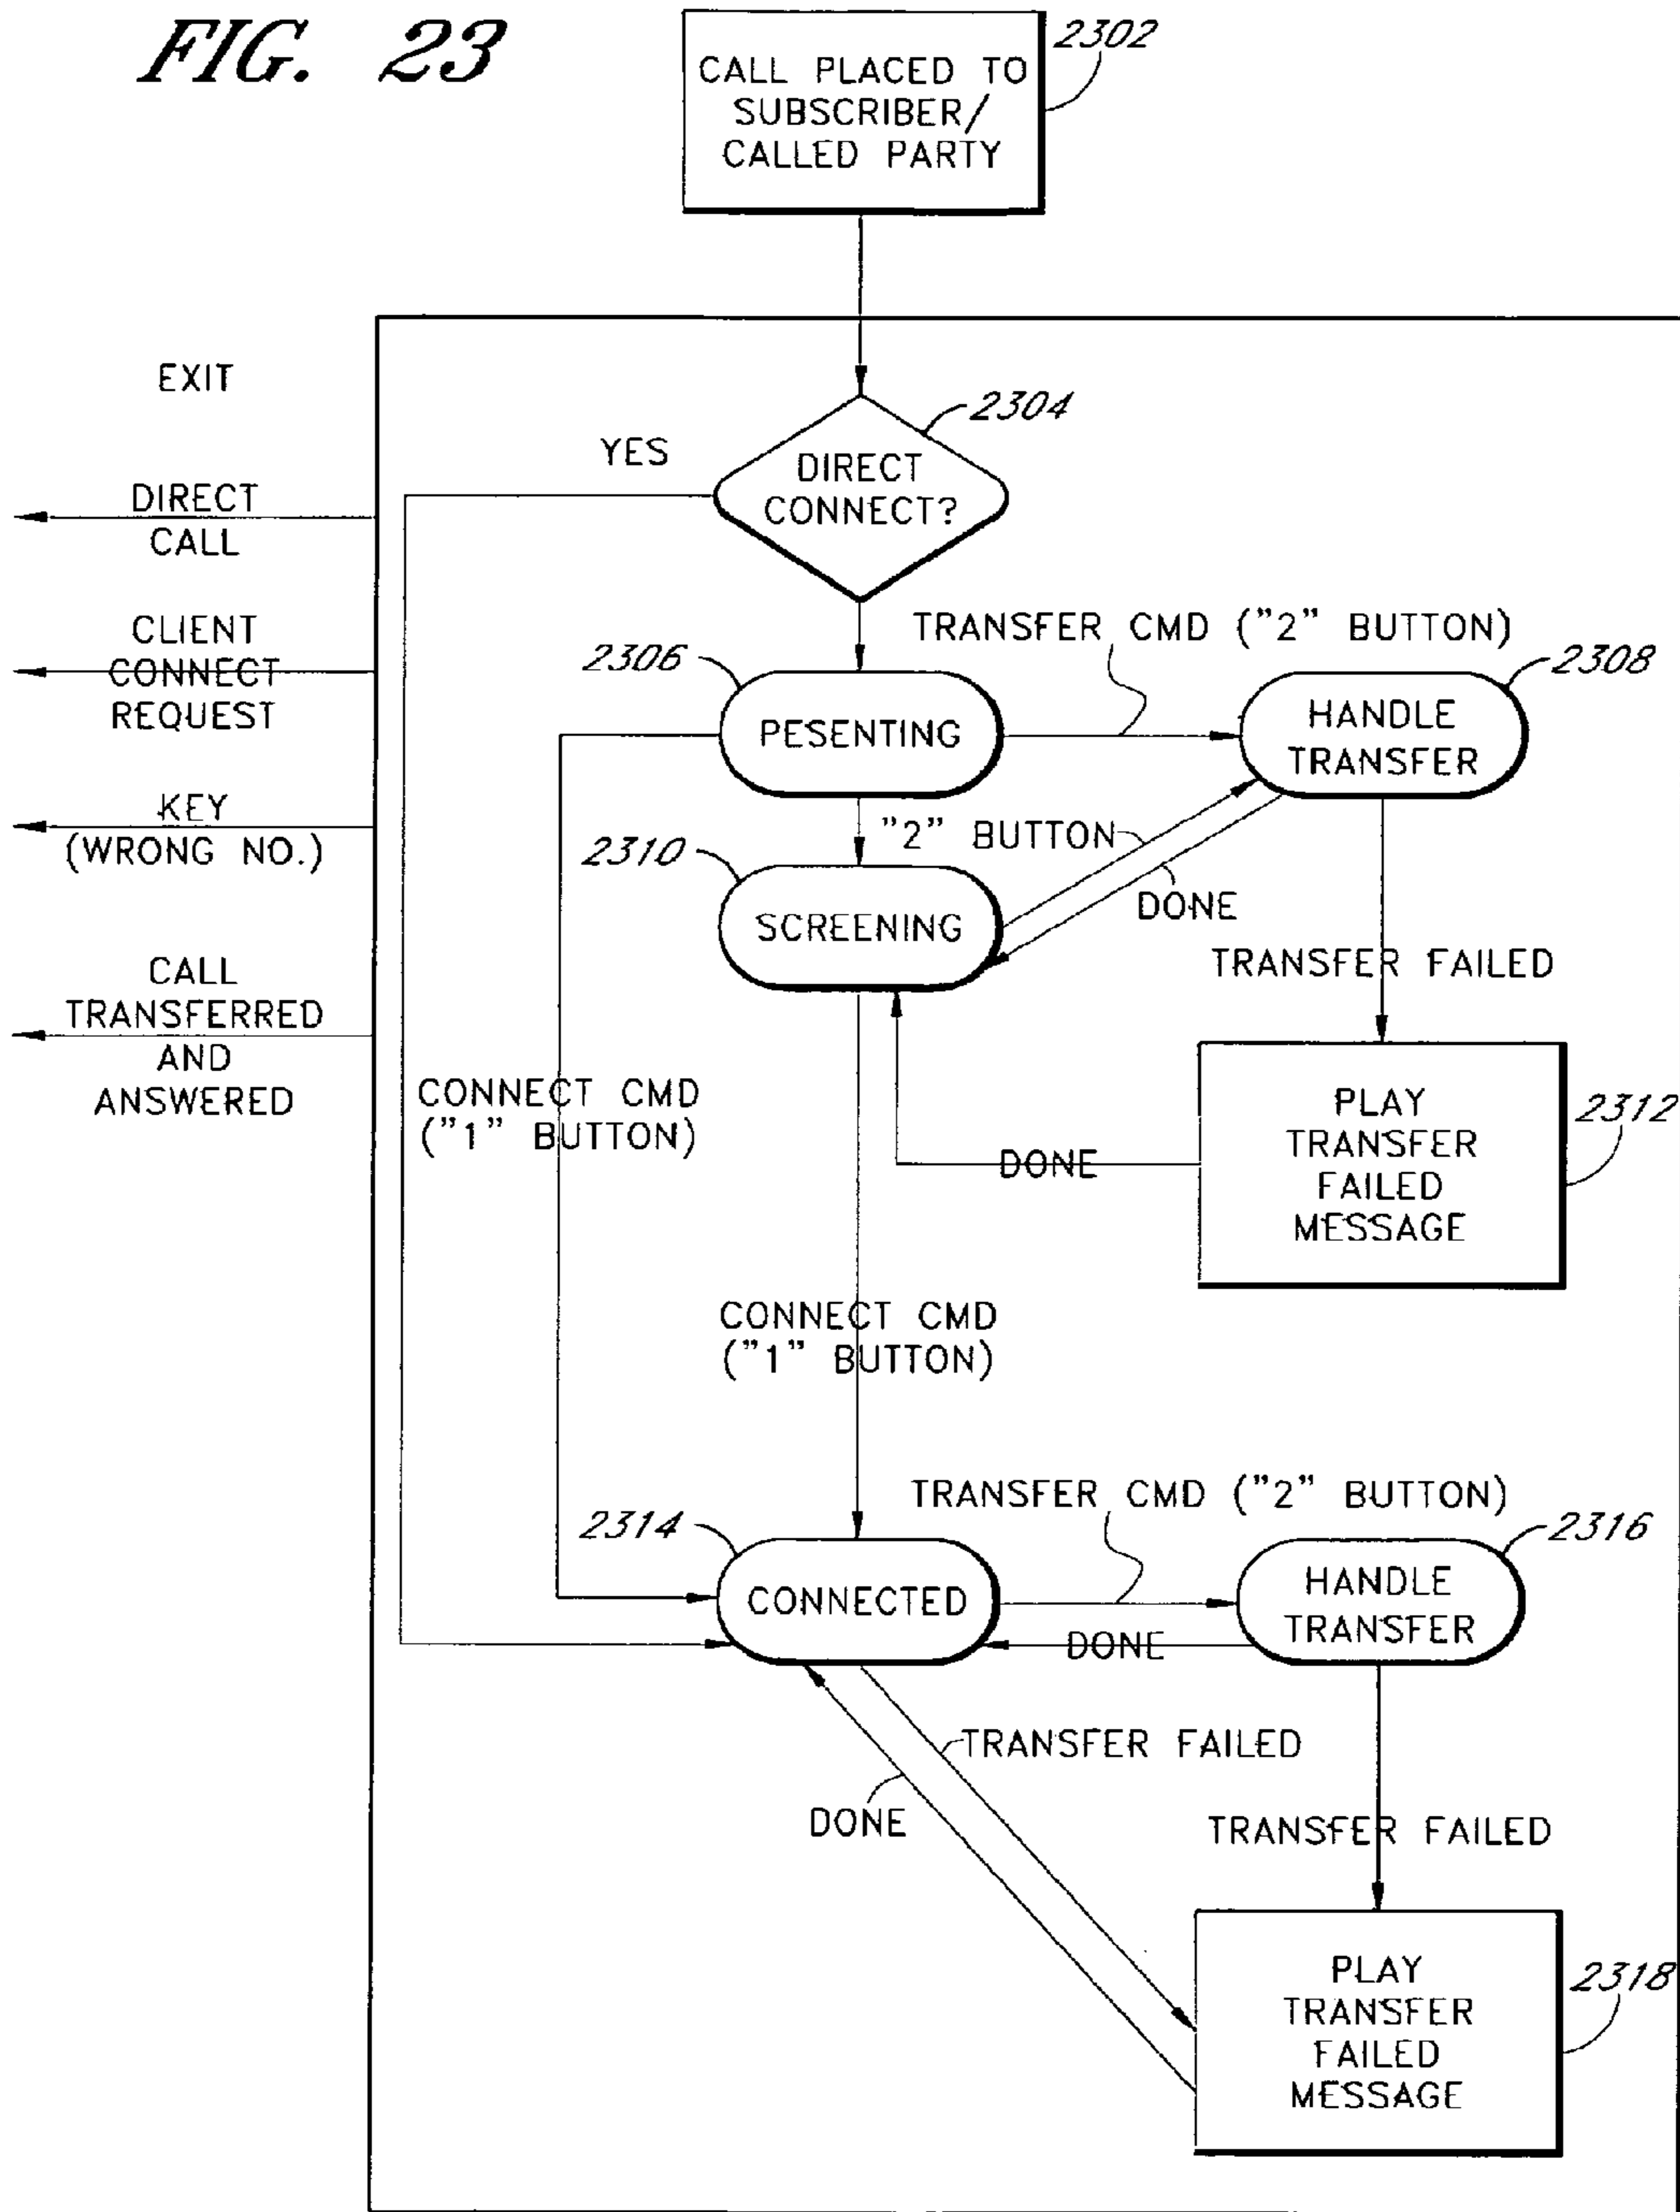 FIG. 23
2302
CALL PLACED TO
SUBSCRIBER/
CALLED PARTY
EXIT
2304
YES
DIRECT
CONNECT?
DIRECT
CALL
CLIENT
CONNECT
REQUEST
TRANSFER CMD ("2" BUTTON)
2306
2308
PESENTING
HANDLE
TRANSFER
KEY
(WRONG NO.)
"2" BUTTON
2310
DONE
SCREENING
CALL
TRANSFERRED
AND
ANSWERED
TRANSFER FAILED
CONNECT CMD
("1" BUTTON)
2312
PLAY
TRANSFER
FAILED
MESSAGE
DONE
CONNECT CMD
("1" BUTTON)
TRANSFER CMD ("2" BUTTON)
2314
2316
CONNECTED
HANDLE
TRANSFER
DONE
TRANSFER FAILED
DONE
TRANSFER FAILED
2318
PLAY
TRANSFER
FAILED
MESSAGE